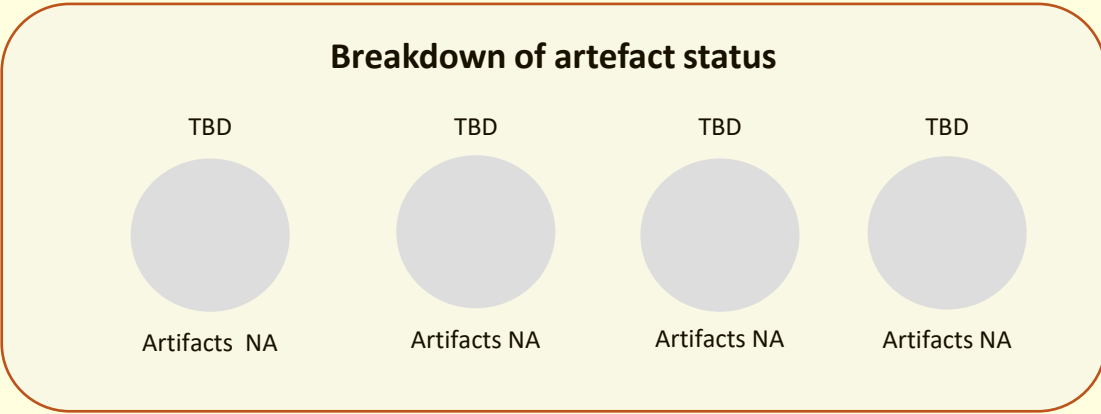 Breakdown of artefact status
TBD TBD TBD TBD
Artifacts  NA Artifacts NA Artifacts NA Artifacts NA